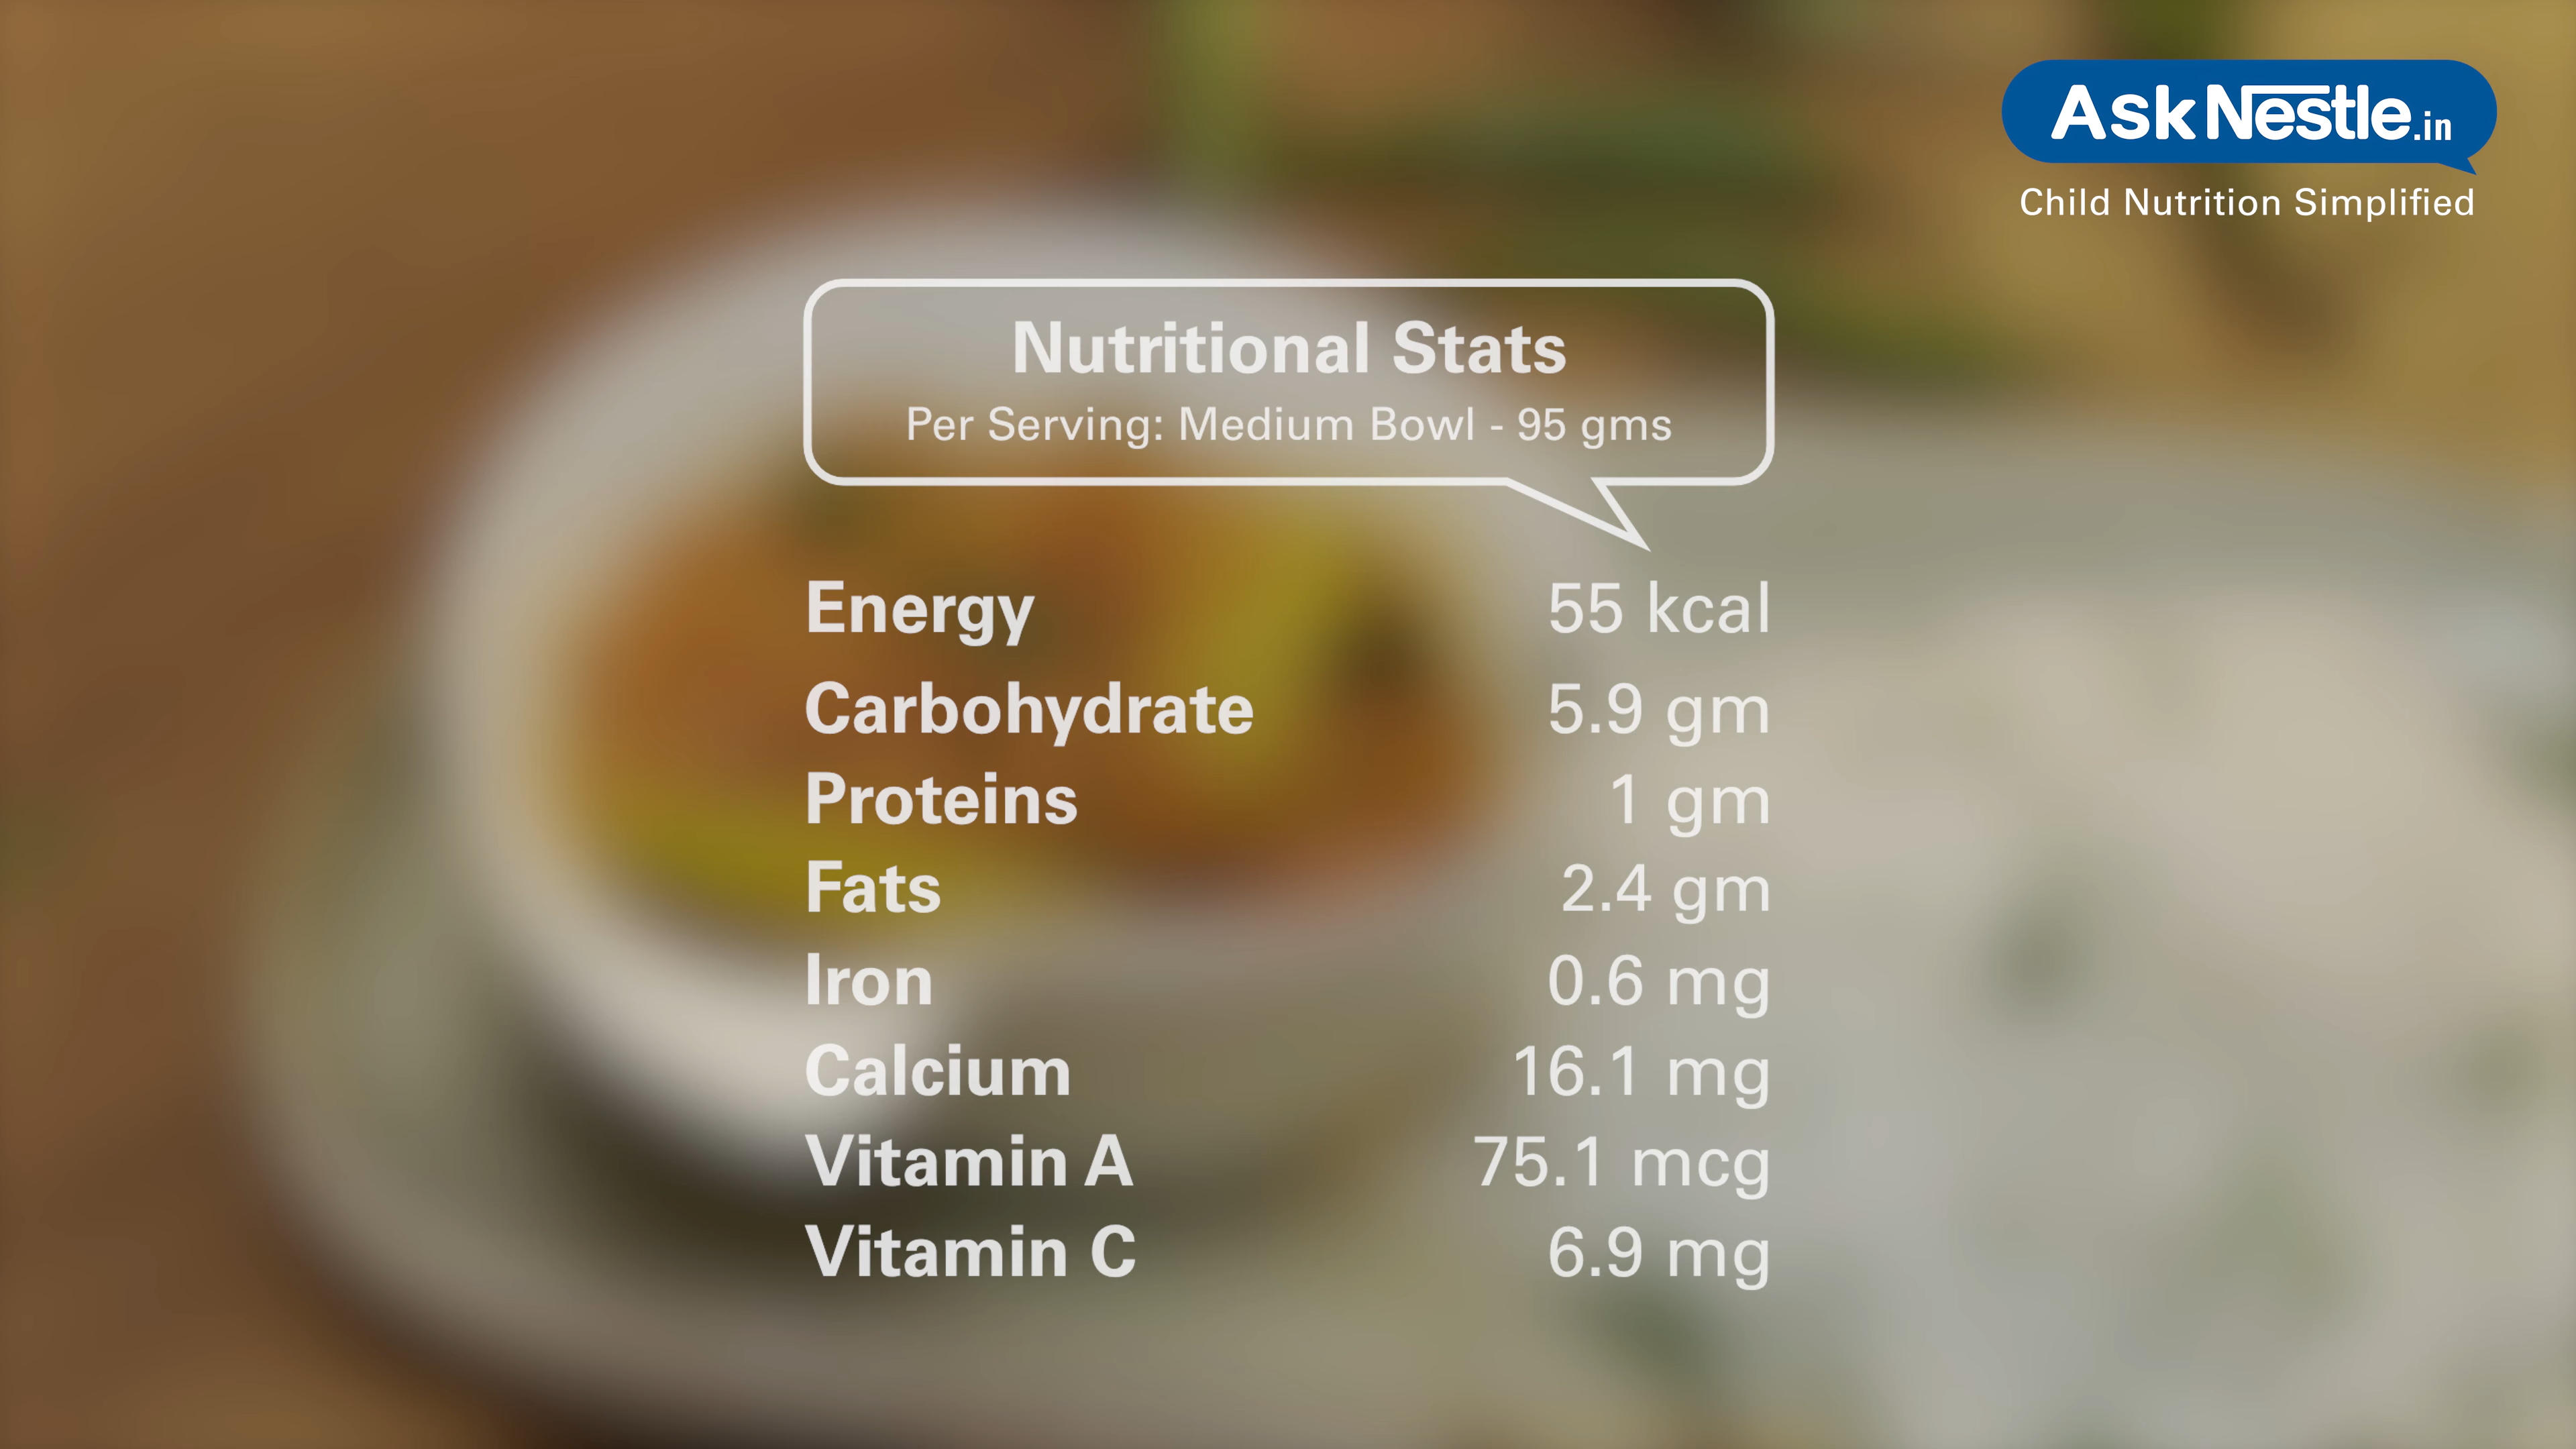 AskNestle.in
Child Nutrition Simplified
Nutritional Stats
Per Serving: Medium Bowl - 95 gms
Energy 55 kcal
Carbohydrate 5.9 gm
Proteins 1 gm
Fats 2.4 gm
Iron 0.6 mg
Calcium 16.1 mg
Vitamin A 75.1 mcg
Vitamin C 6.9 mg